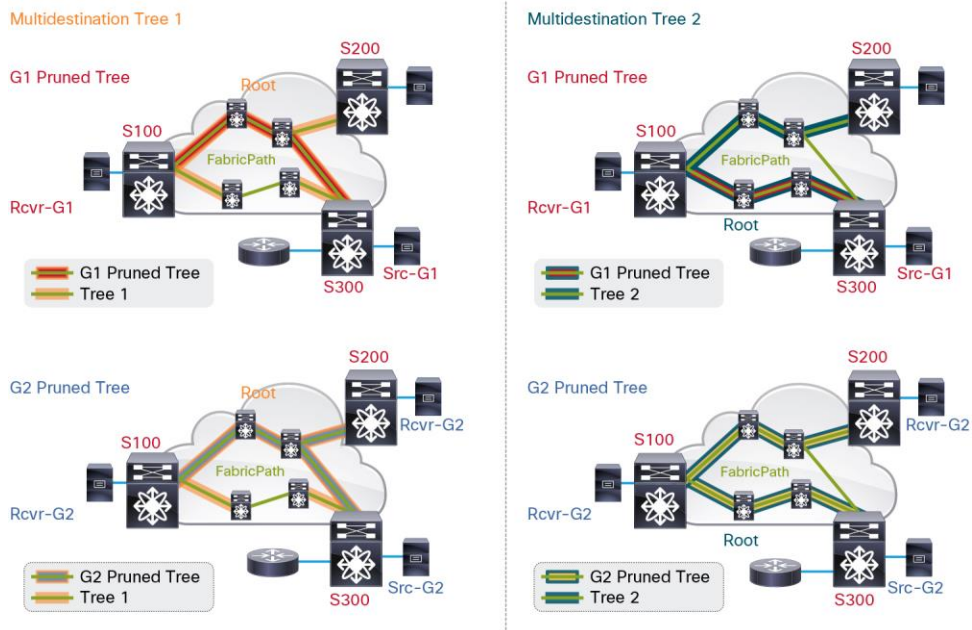 Multidestination Tree 1
G1 Pruned Tree
S200
Root
S100
FabricPath
Rcvr-G1
Src-G1
S300
G1 Pruned Tree
Tree 1
S200
G2 Pruned Tree
Root
Rcvr-G2
S100
FabricPath
Rcvr-G2
Src-G2
S300
G2 Pruned Tree
Tree 1
Multidestination Tree 2
S200
G1 Pruned Tree
S100
FabricPath
Rcvr-G1
Root
Src-G1
S300
G1 Pruned Tree
Tree 2
S200
G2 Pruned Tree
Rcvr-G2
S100
FabricPath
Rcvr-G2
Root
Src-G2
S300
G2 Pruned Tree
Tree 2